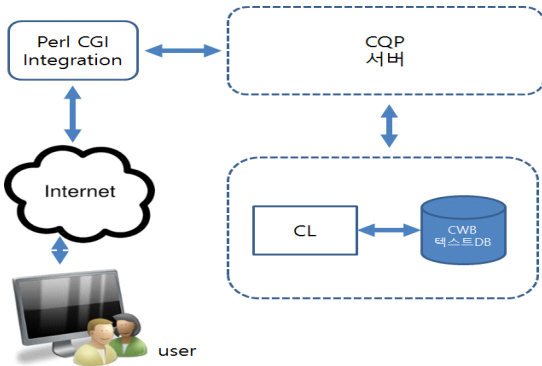 Perl CGI
Integration
CQP
서버
Internet
CL
CWB
텍스트DB
user